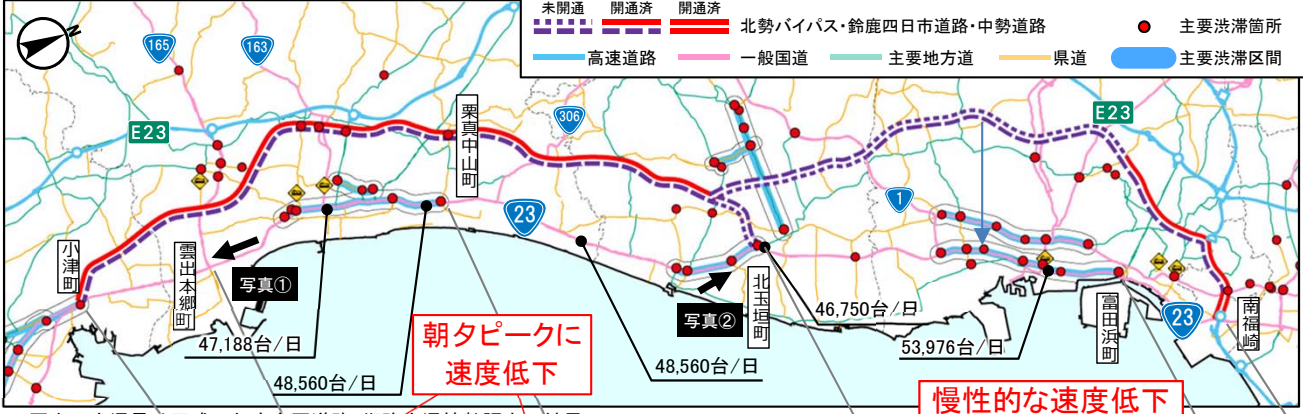 未開通 開通済 開通済
北勢バイパス・鈴鹿四日市道路・中勢道路
主要渋滞箇所
高速道路 一般国道 主要地方道 県道 主要渋滞区間
N
165
163
E23
306
栗真中山町
E23
1
23
小津町
雲出本郷町
写真①
写真②
北玉垣町
46,750台/日
富田浜町
23
南福崎
47,188台/日
朝夕ピークに
速度低下
48,560台/日
53,976台/日
48,560台/日
慢性的な速度低下